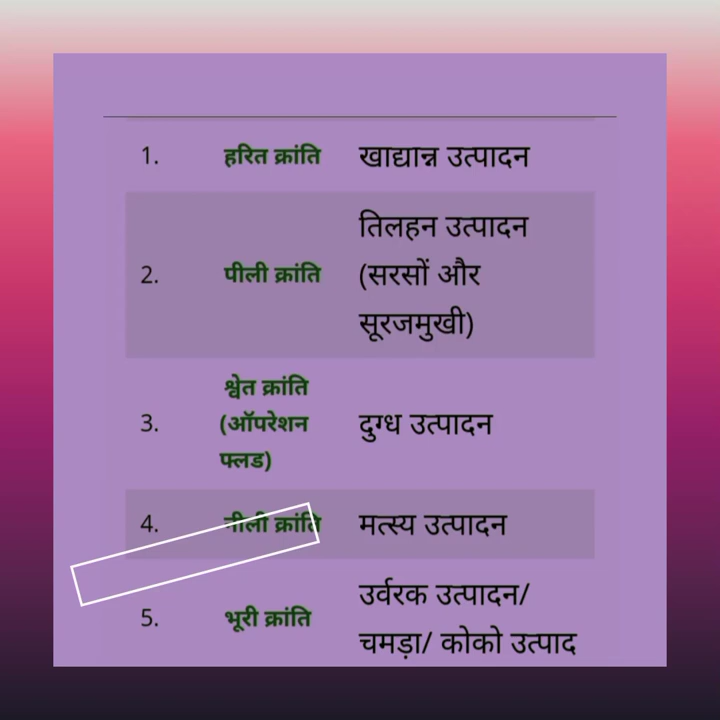 1. हरित क्रांति खाद्यान्न उत्पादन
2. पीली क्रांति तिलहन उत्पादन
(सरसों और
सूरजमुखी)
3. श्वेत क्रांति
(ऑपरेशन
फ्लड) दुग्ध उत्पादन
4. नीली क्रांति मत्स्य उत्पादन
5. भूरी क्रांति उर्वरक उत्पादन/
चमड़ा/ कोको उत्पाद